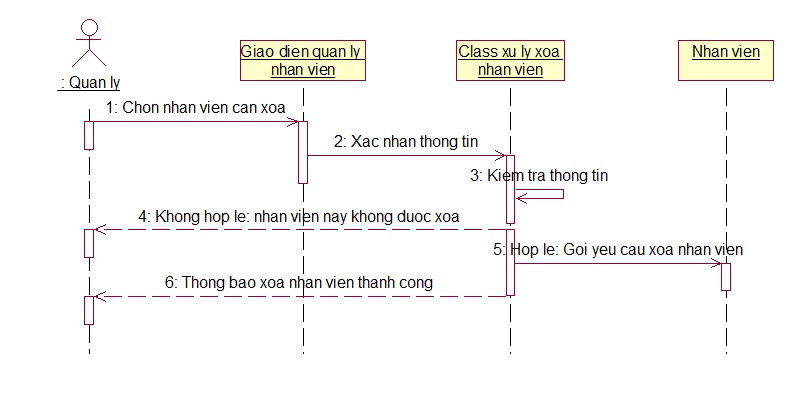 : Quan ly
Giao dien quan ly
nhan vien
Class xu ly xoa
nhan vien
Nhan vien
1: Chon nhan vien can xoa
2: Xac nhan thong tin
3: Kiem tra thong tin
4: Khong hop le: nhan vien nay khong duoc xoa
5: Hop le: Goi yeu cau xoa nhan vien
6: Thong bao xoa nhan vien thanh cong